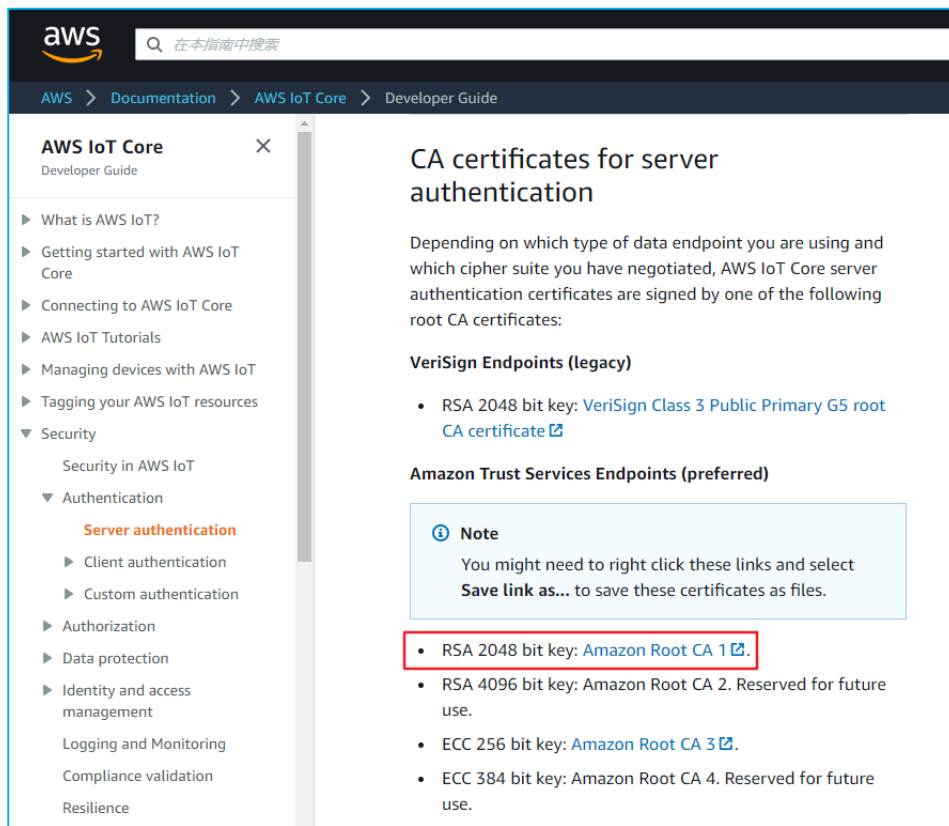 aws
在本指南中搜索
AWS > Documentation > AWS IoT Core > Developer Guide
AWS IoT Core
Developer Guide
What is AWS IoT?
Getting started with AWS IoT
Core
Connecting to AWS IoT Core
AWS IoT Tutorials
Managing devices with AWS IoT
Tagging your AWS IoT resources
Security
Security in AWS IoT
Authentication
Server authentication
Client authentication
Custom authentication
Authorization
Data protection
Identity and access
management
Logging and Monitoring
Compliance validation
Resilience
CA certificates for server
authentication
Depending on which type of data endpoint you are using and
which cipher suite you have negotiated, AWS IoT Core server
authentication certificates are signed by one of the following
root CA certificates:
VeriSign Endpoints (legacy)
• RSA 2048 bit key: VeriSign Class 3 Public Primary G5 root
CA certificate
Amazon Trust Services Endpoints (preferred)
Note
You might need to right click these links and select
Save link as... to save these certificates as files.
• RSA 2048 bit key: Amazon Root CA 1.
• RSA 4096 bit key: Amazon Root CA 2. Reserved for future
use.
• ECC 256 bit key: Amazon Root CA 3.
• ECC 384 bit key: Amazon Root CA 4. Reserved for future
use.